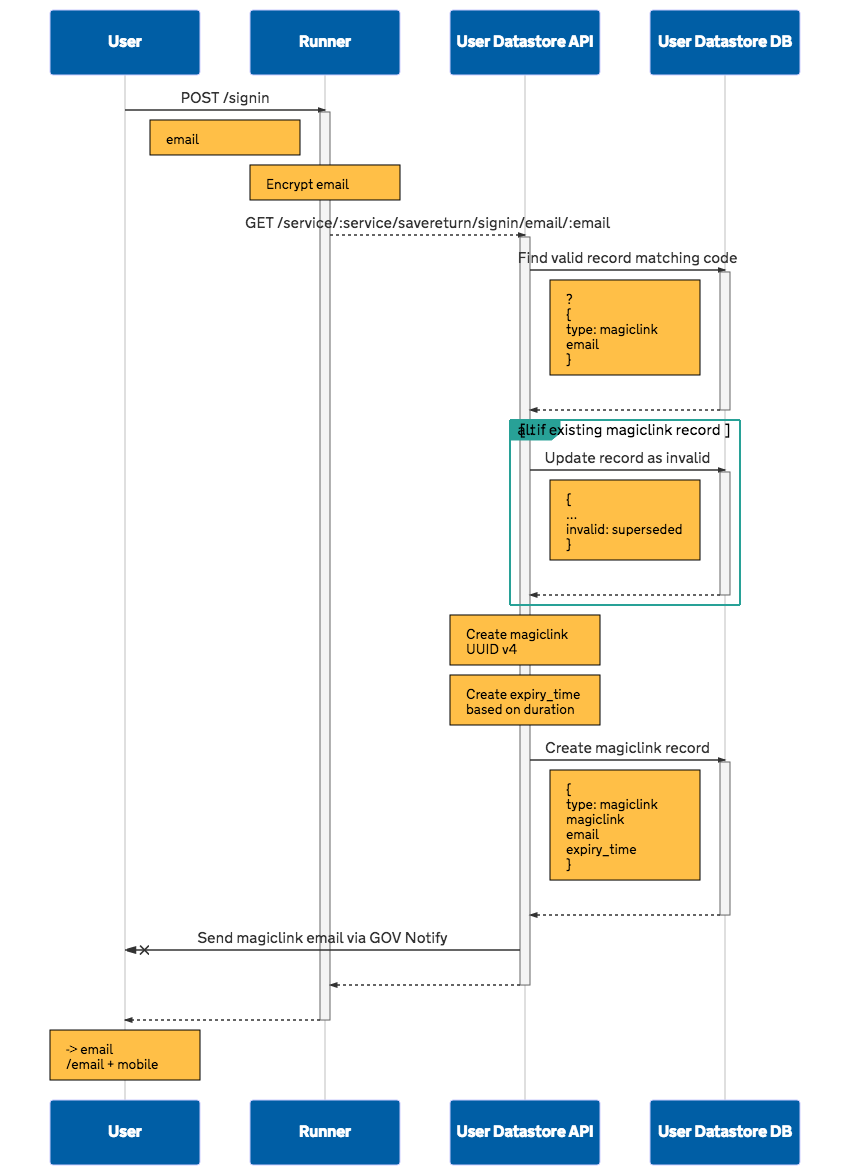 User
Runner
User Datastore API
User Datastore DB
POST /signin
email
Encrypt email
GET /service/:service/savereturn/signin/email/:email
Find valid record matching code
?
{
type: magiclink
email
}
alt
[ if existing magiclink record ]
Update record as invalid
{
...
invalid: superseded
}
Create magiclink
UUID v4
Create expiry_time
based on duration
Create magiclink record
{
type: magiclink
magiclink
email
expiry_time
}
Send magiclink email via GOV Notify
-> email
/email + mobile
User
Runner
User Datastore API
User Datastore DB